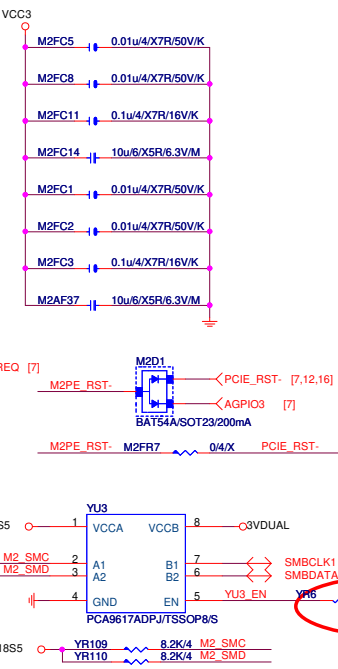 VCC3
M2FC5 0.01u/4/X7R/50V/K
M2FC8 0.01u/4/X7R/50V/K
M2FC11 0.1u/4/X7R/16V/K
M2FC14 10u/6/X5R/6.3V/M
M2FC1 0.01u/4/X7R/50V/K
M2FC2 0.01u/4/X7R/50V/K
M2FC3 0.1u/4/X7R/16V/K
M2AF37 10u/6/X5R/6.3V/M
M2D1
REQ [7]
PCIE_RST- [7,12,16]
M2PE_RST-
AGPIO3 [7]
BAT54A/SOT23/200mA
M2PE_RST- M2FR7 0/4/X PCIE_RST-
YU3
S5 1 VCCA VCCB 8 3VDUAL
M2_SMC 2 A1 B1 7 SMBCLK1
M2_SMD 3 A2 B2 6 SMBDATA
4 GND EN 5 YU3_EN YR6
PCA9617ADPJ/TSSOP8/S
18S5 YR109 8.2K/4 M2_SMC
YR110 8.2K/4 M2_SMD